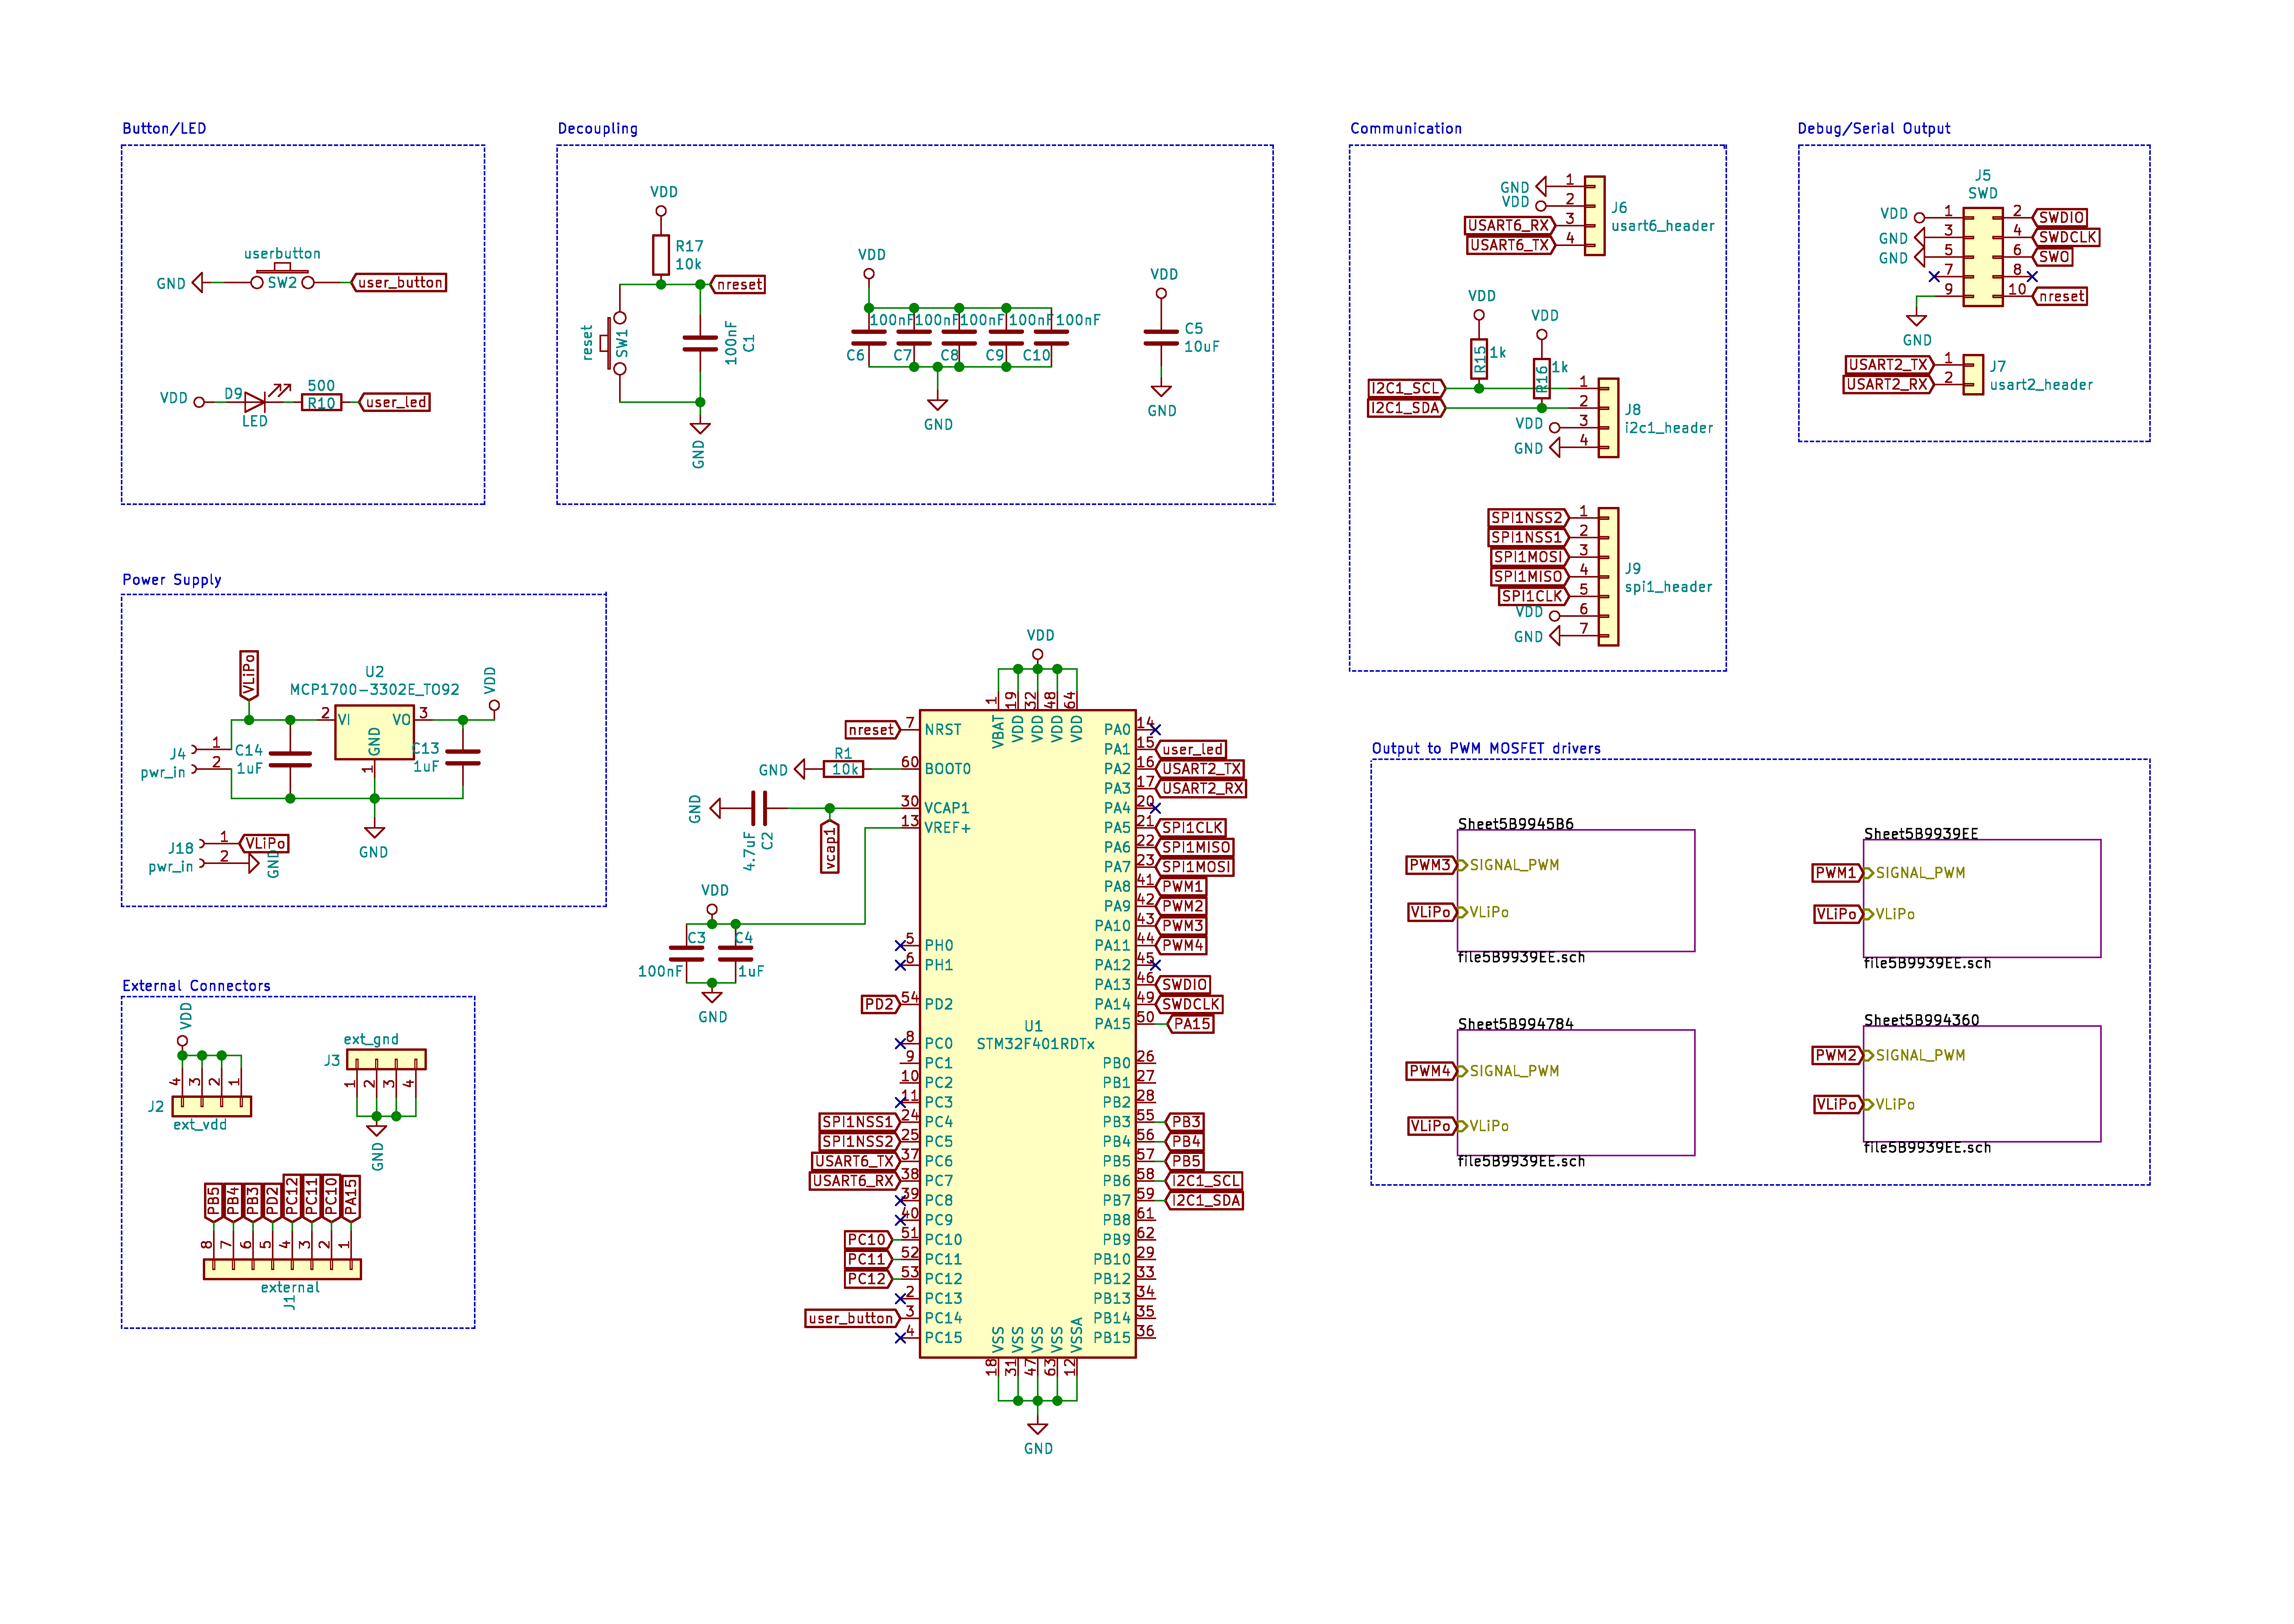 Button/LED
userbutton
GND
SW2
user_button
VDD
D9
LED
500
R10
user_led
Decoupling
VDD
R17
10k
nreset
reset
SW1
100nF
C1
GND
VDD
100nF
100nF
100nF
100nF
100nF
C6
C7
C8
C9
C10
GND
VDD
C5
10uF
GND
Communication
GND
1
VDD
2
USART6_RX
3
USART6_TX
4
J6
usart6_header
VDD
R15
1k
VDD
R16
1k
I2C1_SCL
1
I2C1_SDA
2
VDD
3
GND
4
J8
i2c1_header
SPI1NSS2
1
SPI1NSS1
2
SPI1MOSI
3
SPI1MISO
4
SPI1CLK
5
VDD
6
GND
7
J9
spi1_header
Debug/Serial Output
J5
SWD
VDD
1
2
SWDIO
GND
3
4
SWDCLK
GND
5
6
SWO
7
8
9
10
nreset
GND
USART2_TX
1
USART2_RX
2
J7
usart2_header
Power Supply
VLiPo
U2
MCP1700-3302E_TO92
VDD
2
VI
VO
3
GND
1
J4
pwr_in
1
2
C14
1uF
C13
1uF
GND
J18
pwr_in
1
VLiPo
2
GND
External Connectors
VDD
4
3
2
1
J2
ext_vdd
ext_gnd
J3
1
2
3
4
GND
PB5
PB4
PB3
PD2
PC12
PC11
PC10
PA15
8
7
6
5
4
3
2
1
external
J1
VDD
1
19
32
48
64
VBAT
VDD
VDD
VDD
VDD
nreset
7
NRST
GND
R1
10k
60
BOOT0
GND
4.7uF
C2
vcap1
30
VCAP1
13
VREF+
VDD
C3
100nF
C4
1uF
GND
5
PH0
6
PH1
PD2
54
PD2
8
PC0
9
PC1
10
PC2
11
PC3
SPI1NSS1
24
PC4
SPI1NSS2
25
PC5
USART6_TX
37
PC6
USART6_RX
38
PC7
39
PC8
40
PC9
PC10
51
PC10
PC11
52
PC11
PC12
53
PC12
2
PC13
user_button
3
PC14
4
PC15
U1
STM32F401RDTx
PA0
14
PA1
15
user_led
PA2
16
USART2_TX
PA3
17
USART2_RX
PA4
20
PA5
21
SPI1CLK
PA6
22
SPI1MISO
PA7
23
SPI1MOSI
PA8
41
PWM1
PA9
42
PWM2
PA10
43
PWM3
PA11
44
PWM4
PA12
45
PA13
46
SWDIO
PA14
49
SWDCLK
PA15
50
PA15
PB0
26
PB1
27
PB2
28
PB3
55
PB3
PB4
56
PB4
PB5
57
PB5
PB6
58
I2C1_SCL
PB7
59
I2C1_SDA
PB8
61
PB9
62
PB10
29
PB12
33
PB13
34
PB14
35
PB15
36
VSS
VSS
VSS
VSS
VSSA
18
31
47
63
12
GND
Output to PWM MOSFET drivers
Sheet5B9945B6
PWM3
SIGNAL_PWM
VLiPo
VLiPo
file5B9939EE.sch
Sheet5B9939EE
PWM1
SIGNAL_PWM
VLiPo
VLiPo
file5B9939EE.sch
Sheet5B994784
PWM4
SIGNAL_PWM
VLiPo
VLiPo
file5B9939EE.sch
Sheet5B994360
PWM2
SIGNAL_PWM
VLiPo
VLiPo
file5B9939EE.sch